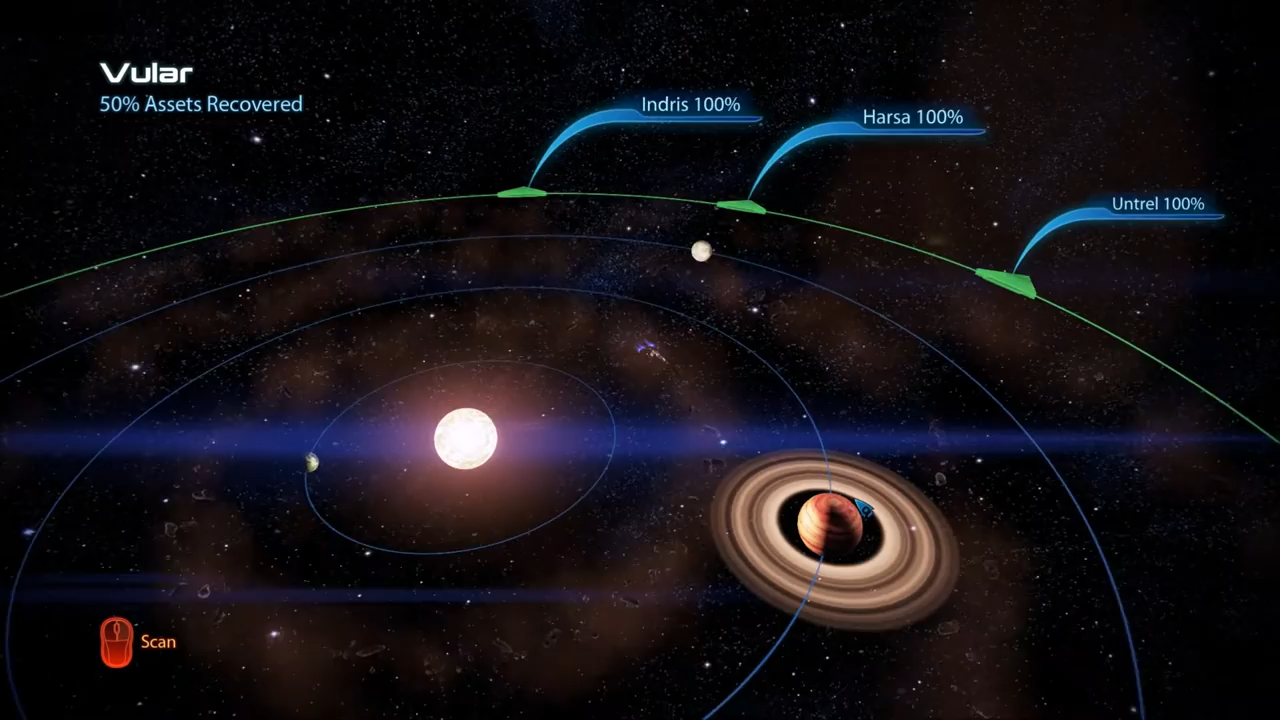 Vular
50% Assets Recovered
Indris 100%
Harsa 100%
Untrel 100%
Scan